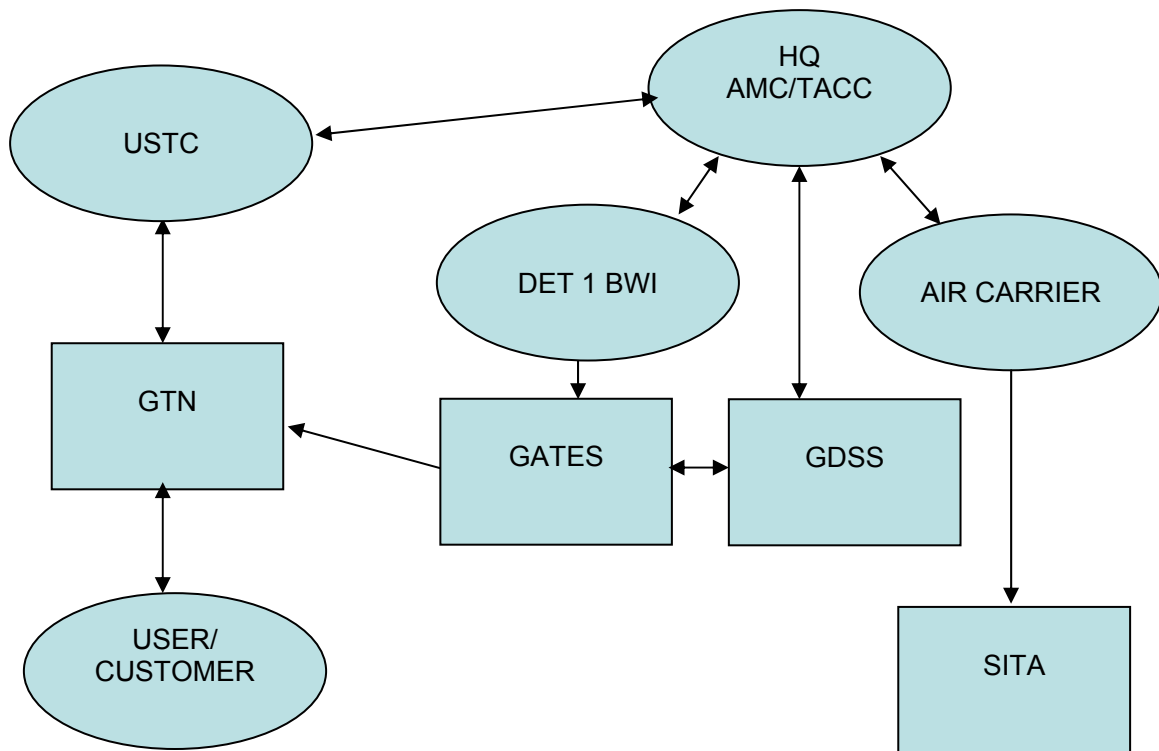 HQ
AMC/TACC
USTC
DET 1 BWI
AIR CARRIER
GTN
GATES
GDSS
USER/
CUSTOMER
SITA